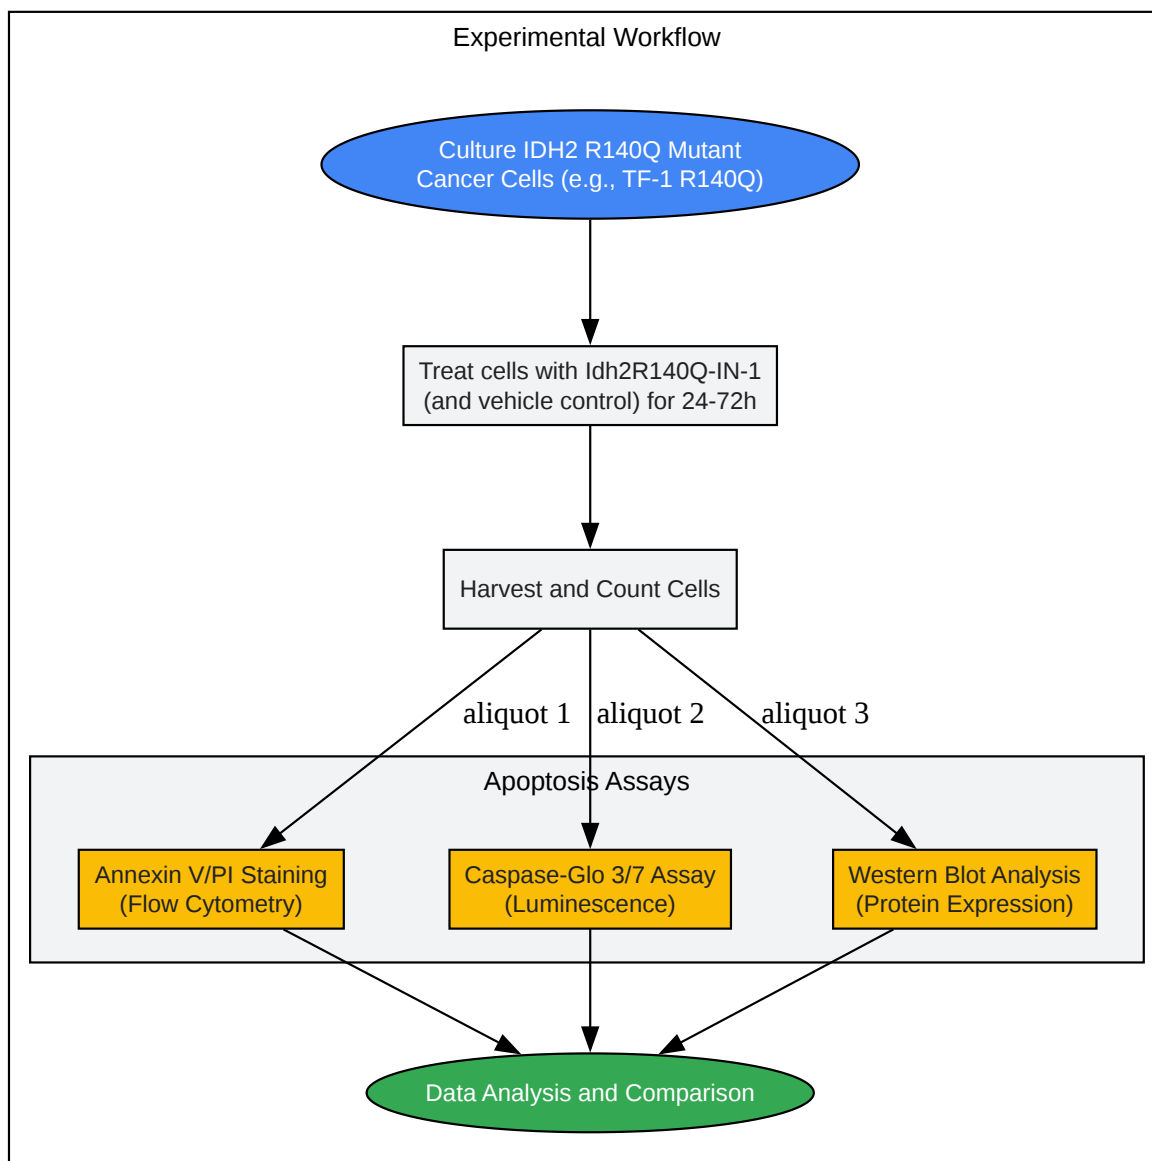 Experimental Workflow
Culture IDH2 R140Q Mutant
Cancer Cells (e.g., TF-1 R140Q)
Treat cells with Idh2R140Q-IN-1
(and vehicle control) for 24-72h
Harvest and Count Cells
aliquot 1
aliquot 2
aliquot 3
Apoptosis Assays
Annexin V/PI Staining
(Flow Cytometry)
Caspase-Glo 3/7 Assay
(Luminescence)
Western Blot Analysis
(Protein Expression)
Data Analysis and Comparison